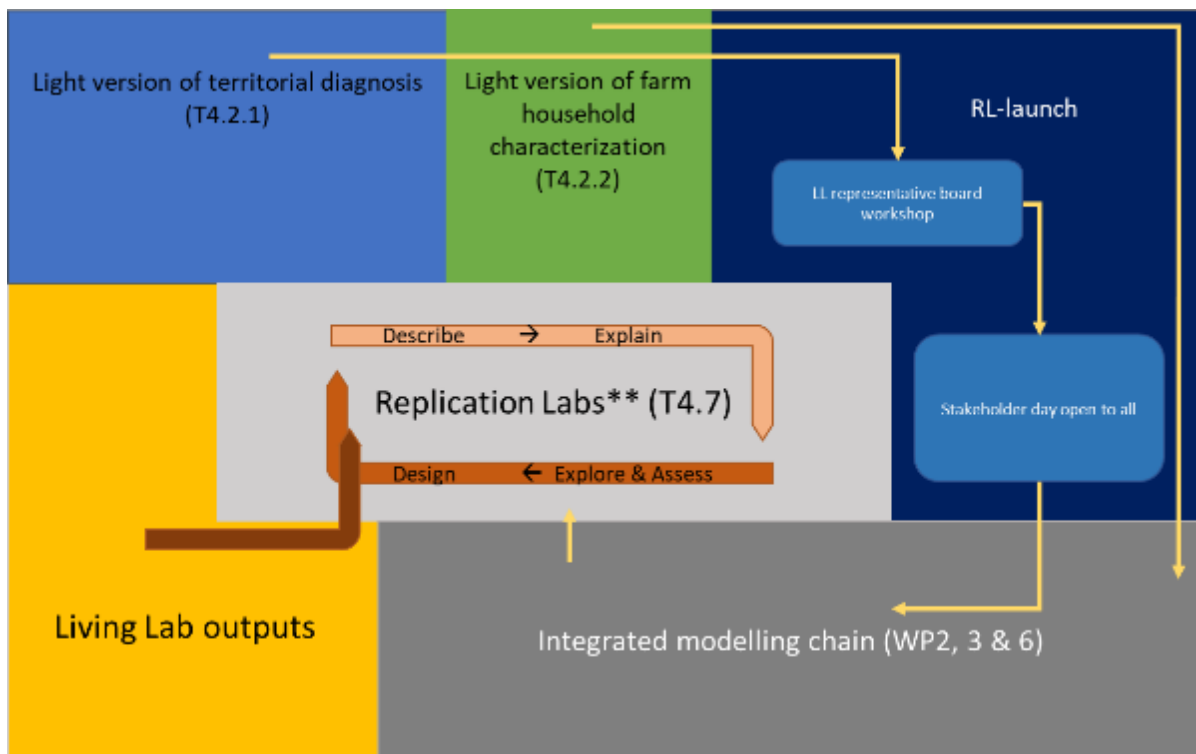 Light version of territorial diagnosis
(T4.2.1)
Light version of farm
household
characterization
(T4.2.2)
RL-launch
LL representative board
workshop
Describe → Explain
Replication Labs** (T4.7)
Design ← Explore & Assess
Stakeholder day open to all
Living Lab outputs
Integrated modelling chain (WP2, 3 & 6)